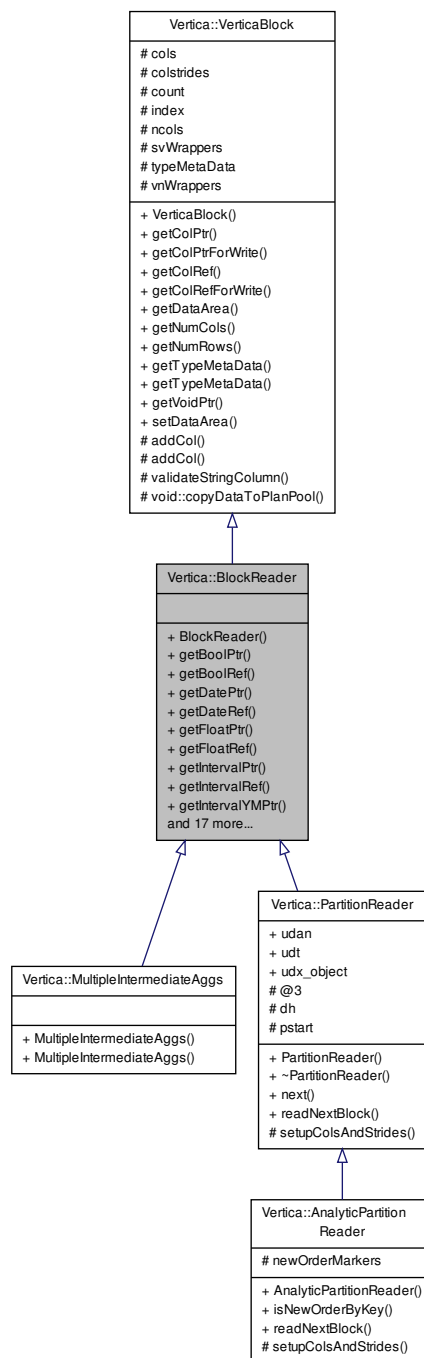 Vertica::VerticaBlock
# cols
# colstrides
# count
# index
# ncols
# svWrappers
# typeMetaData
# vnWrappers
+ VerticaBlock()
+ getColPtr()
+ getColPtrForWrite()
+ getColRef()
+ getColRefForWrite()
+ getDataArea()
+ getNumCols()
+ getNumRows()
+ getTypeMetaData()
+ getTypeMetaData()
+ getVoidPtr()
+ setDataArea()
# addCol()
# addCol()
# validateStringColumn()
# void::copyDataToPlanPool()
Vertica::BlockReader
+ BlockReader()
+ getBoolPtr()
+ getBoolRef()
+ getDatePtr()
+ getDateRef()
+ getFloatPtr()
+ getFloatRef()
+ getIntervalPtr()
+ getIntervalRef()
+ getIntervalYMPtr()
and 17 more...
Vertica::MultipleIntermediateAggs
+ MultipleIntermediateAggs()
+ MultipleIntermediateAggs()
Vertica::PartitionReader
+ udan
+ udt
+ udx_object
# @3
# dh
# pstart
+ PartitionReader()
+ ~PartitionReader()
+ next()
+ readNextBlock()
# setupColsAndStrides()
Vertica::AnalyticPartition
Reader
# newOrderMarkers
+ AnalyticPartitionReader()
+ isNewOrderByKey()
+ readNextBlock()
# setupColsAndStrides()